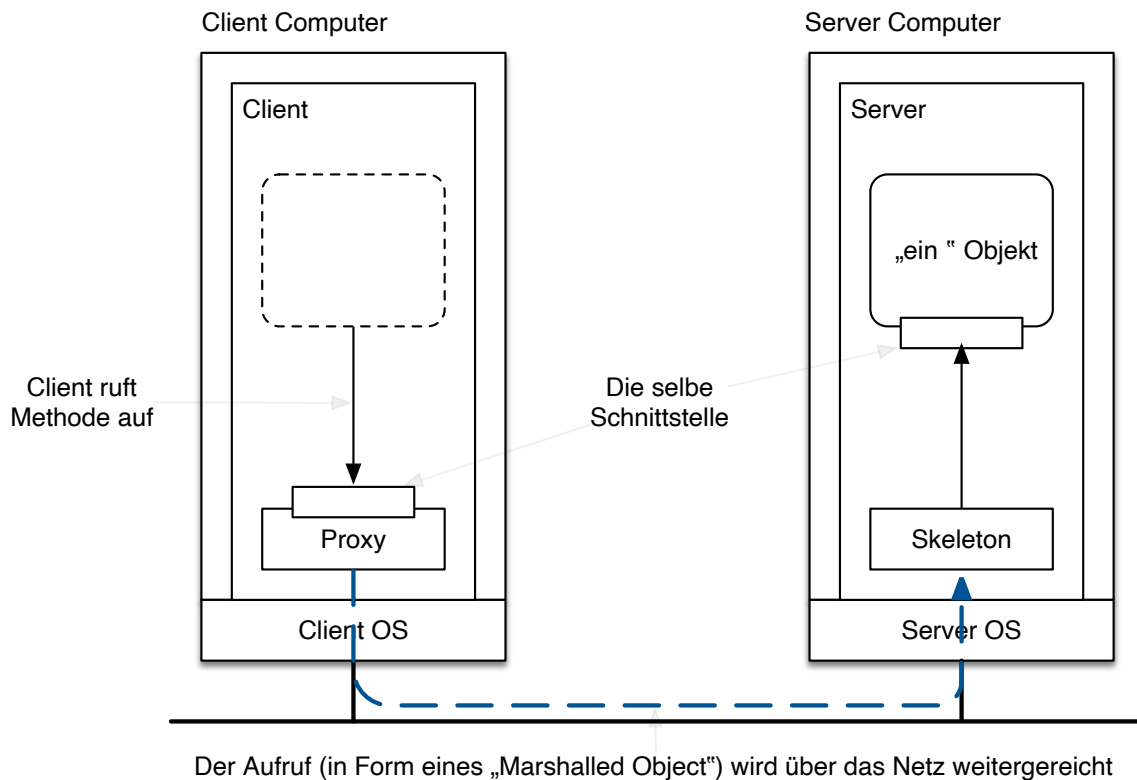 Client Computer
Server Computer
Client
Server
„ein “ Objekt
Client ruft
Methode auf
Die selbe
Schnittstelle
Proxy
Skeleton
Client OS
Server OS
Der Aufruf (in Form eines „Marshalled Object“) wird über das Netz weitergereicht